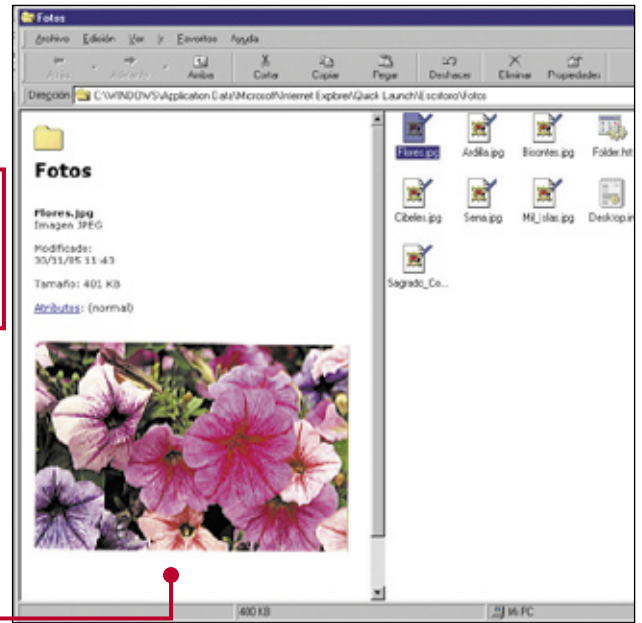 Fotos
Archivo Edición Ver Ir Favoritos Ayuda
Atrás Adelante Arriba Cortar Copiar Pegar Deshacer Eliminar Propiedades
Dirección C:\WINDOWS\Application Data\Microsoft\Internet Explorer\Quick Launch\Escritorio\Fotos
Fotos
Flores.jpg
Imagen JPEG
Modificado:
30/11/95 11:43
Tamaño: 401 KB
Atributos: (normal)
Flores.jpg Ardilla.jpg Bisontes.jpg Folder.htt
Cibeles.jpg Sena.jpg Mil_Islas.jpg Desktop.in
Sagrado_Co...
400 KB Mi PC